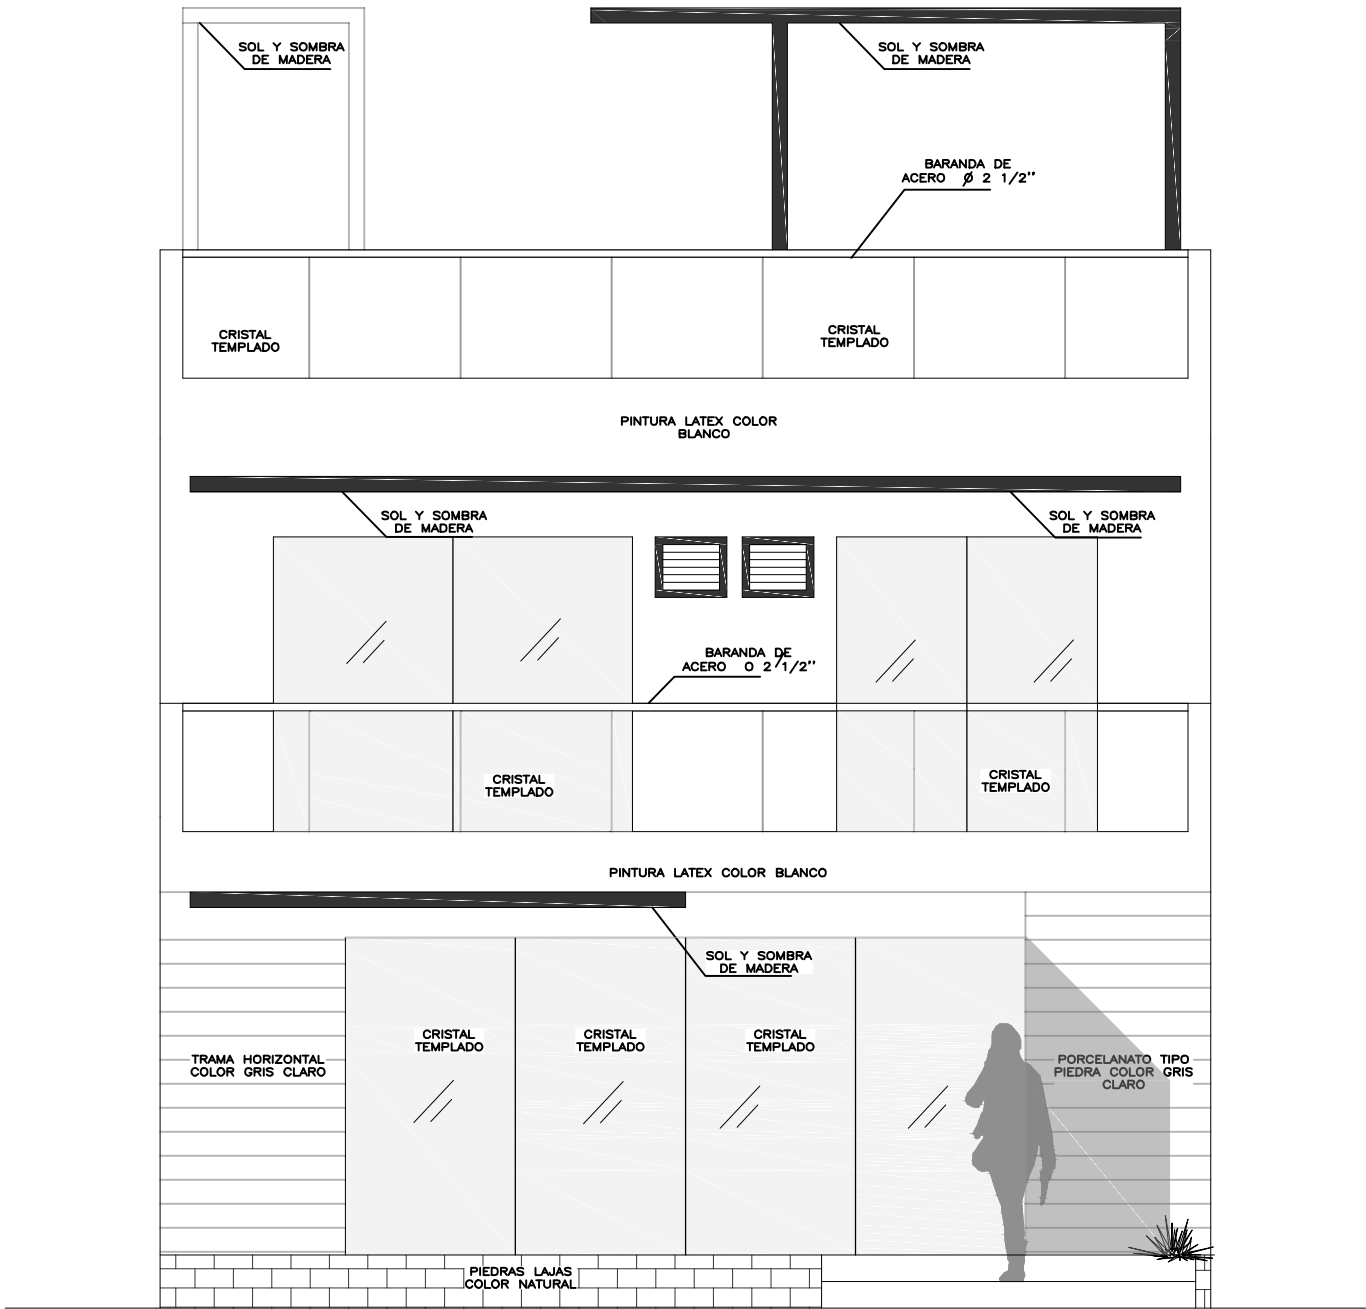 SOL Y SOMBRA
DE MADERA
SOL Y SOMBRA
DE MADERA
BARANDA DE
ACERO Ø 2 1/2"
CRISTAL
TEMPLADO
CRISTAL
TEMPLADO
PINTURA LATEX COLOR
BLANCO
SOL Y SOMBRA
DE MADERA
SOL Y SOMBRA
DE MADERA
BARANDA DE
ACERO O 2 1/2"
CRISTAL
TEMPLADO
CRISTAL
TEMPLADO
PINTURA LATEX COLOR BLANCO
SOL Y SOMBRA
DE MADERA
CRISTAL
TEMPLADO
CRISTAL
TEMPLADO
CRISTAL
TEMPLADO
TRAMA HORIZONTAL
COLOR GRIS CLARO
PORCELANATO TIPO
PIEDRA COLOR GRIS
CLARO
PIEDRAS LAJAS
COLOR NATURAL